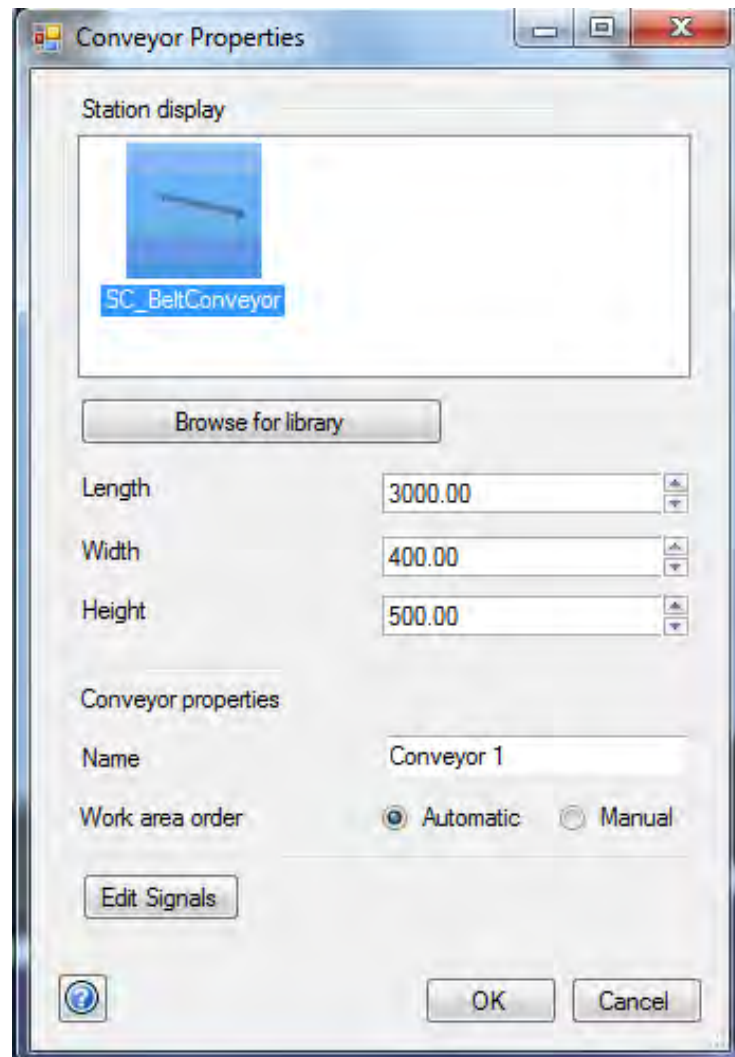 Conveyor Properties
Station display
SC_BeltConveyor
Browse for library
Length 3000.00
Width 400.00
Height 500.00
Conveyor properties
Name Conveyor 1
Work area order Automatic Manual
Edit Signals
OK Cancel